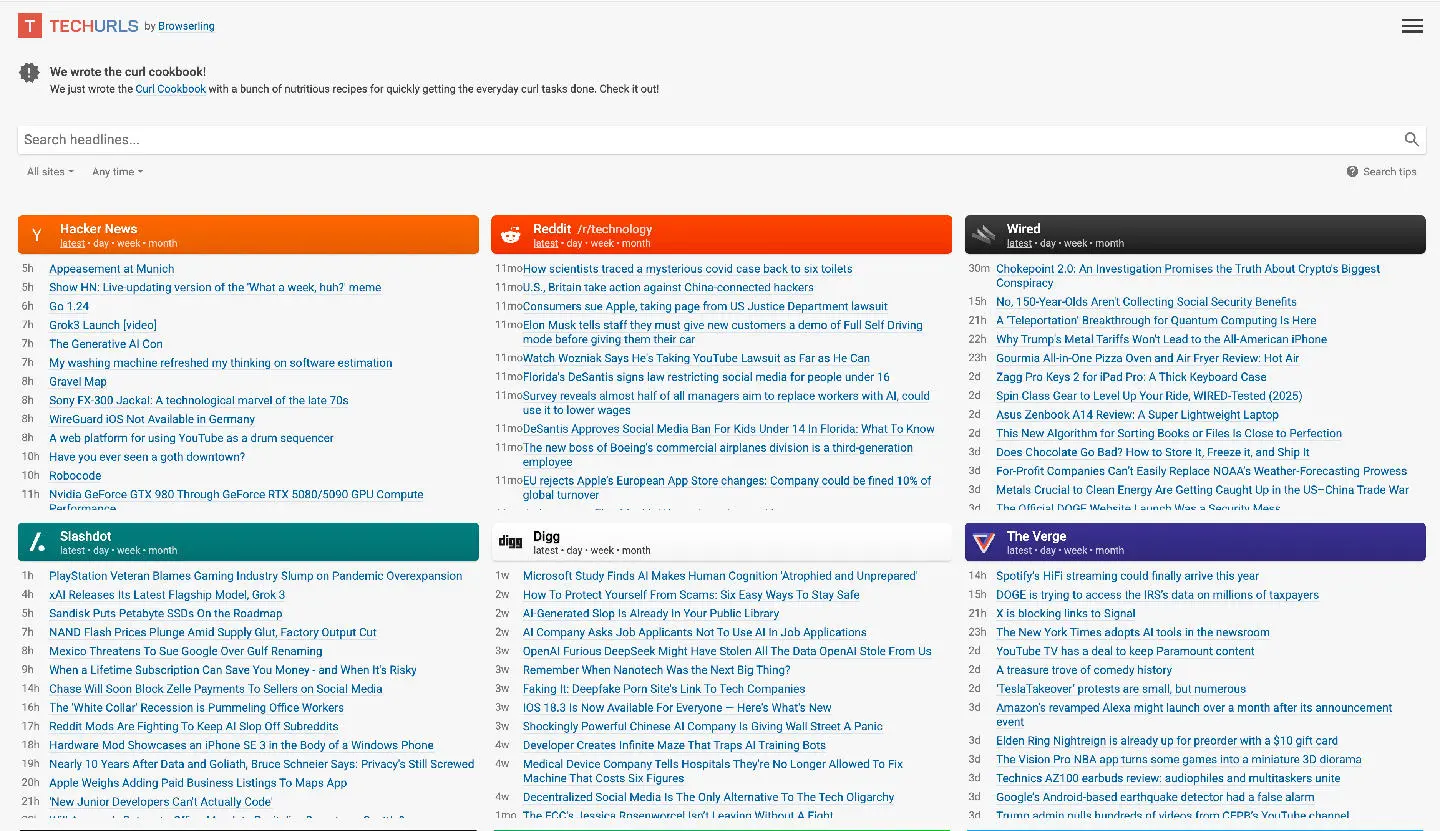 T TECHURLS by Browserling
We wrote the curl cookbook!
We just wrote the Curl Cookbook with a bunch of nutritious recipes for quickly getting the everyday curl tasks done. Check it out!
Search headlines...
All sites Any time Search tips
Y Hacker News
latest • day • week • month
5h Appeasement at Munich
5h Show HN: Live-updating version of the 'What a week, huh?' meme
6h Go 1.24
7h Grok3 Launch [video]
7h The Generative AI Con
7h My washing machine refreshed my thinking on software estimation
8h Gravel Map
8h Sony FX-300 Jackal: A technological marvel of the late 70s
8h WireGuard iOS Not Available in Germany
8h A web platform for using YouTube as a drum sequencer
10h Have you ever seen a goth downtown?
10h Robocode
11h Nvidia GeForce GTX 980 Through GeForce RTX 5080/5090 GPU Compute
Performance
Reddit /r/technology
latest • day • week • month
11mo How scientists traced a mysterious covid case back to six toilets
11mo U.S., Britain take action against China-connected hackers
11mo Consumers sue Apple, taking page from US Justice Department lawsuit
11mo Elon Musk tells staff they must give new customers a demo of Full Self Driving
mode before giving them their car
11mo Watch Wozniak Says He's Taking YouTube Lawsuit as Far as He Can
11mo Florida's DeSantis signs law restricting social media for people under 16
11mo Survey reveals almost half of all managers aim to replace workers with AI, could
use it to lower wages
11mo DeSantis Approves Social Media Ban For Kids Under 14 In Florida: What To Know
11mo The new boss of Boeing's commercial airplanes division is a third-generation
employee
11mo EU rejects Apple's European App Store changes: Company could be fined 10% of
global turnover
Wired
latest • day • week • month
30m Chokepoint 2.0: An Investigation Promises the Truth About Crypto's Biggest
Conspiracy
15h No, 150-Year-Olds Aren't Collecting Social Security Benefits
21h A 'Teleportation' Breakthrough for Quantum Computing Is Here
22h Why Trump's Metal Tariffs Won't Lead to the All-American iPhone
23h Gourmia All-in-One Pizza Oven and Air Fryer Review: Hot Air
2d Zagg Pro Keys 2 for iPad Pro: A Thick Keyboard Case
2d Spin Class Gear to Level Up Your Ride, WIRED-Tested (2025)
2d Asus Zenbook A14 Review: A Super Lightweight Laptop
2d This New Algorithm for Sorting Books or Files Is Close to Perfection
3d Does Chocolate Go Bad? How to Store It, Freeze it, and Ship It
3d For-Profit Companies Can't Easily Replace NOAA's Weather-Forecasting Prowess
3d Metals Crucial to Clean Energy Are Getting Caught Up in the US–China Trade War
3d The Official DOGE Website Launch Was a Security Mess
Slashdot
latest • day • week • month
1h PlayStation Veteran Blames Gaming Industry Slump on Pandemic Overexpansion
4h xAI Releases Its Latest Flagship Model, Grok 3
5h Sandisk Puts Petabyte SSDs On the Roadmap
7h NAND Flash Prices Plunge Amid Supply Glut, Factory Output Cut
8h Mexico Threatens To Sue Google Over Gulf Renaming
9h When a Lifetime Subscription Can Save You Money - and When It's Risky
14h Chase Will Soon Block Zelle Payments To Sellers on Social Media
16h The 'White Collar' Recession is Pummeling Office Workers
17h Reddit Mods Are Fighting To Keep AI Slop Off Subreddits
18h Hardware Mod Showcases an iPhone SE 3 in the Body of a Windows Phone
19h Nearly 10 Years After Data and Goliath, Bruce Schneier Says: Privacy's Still Screwed
20h Apple Weighs Adding Paid Business Listings To Maps App
21h 'New Junior Developers Can't Actually Code'
digg Digg
latest • day • week • month
1w Microsoft Study Finds AI Makes Human Cognition 'Atrophied and Unprepared'
2w How To Protect Yourself From Scams: Six Easy Ways To Stay Safe
2w AI-Generated Slop Is Already In Your Public Library
2w AI Company Asks Job Applicants Not To Use AI In Job Applications
3w OpenAI Furious DeepSeek Might Have Stolen All The Data OpenAI Stole From Us
3w Remember When Nanotech Was the Next Big Thing?
3w Faking It: Deepfake Porn Site's Link To Tech Companies
3w IOS 18.3 Is Now Available For Everyone — Here's What's New
3w Shockingly Powerful Chinese AI Company Is Giving Wall Street A Panic
4w Developer Creates Infinite Maze That Traps AI Training Bots
4w Medical Device Company Tells Hospitals They're No Longer Allowed To Fix
Machine That Costs Six Figures
4w Decentralized Social Media Is The Only Alternative To The Tech Oligarchy
1mo The FCC's Jessica Rosenworcel Isn't Leaving Without A Fight
The Verge
latest • day • week • month
14h Spotify's HiFi streaming could finally arrive this year
15h DOGE is trying to access the IRS's data on millions of taxpayers
21h X is blocking links to Signal
23h The New York Times adopts AI tools in the newsroom
2d YouTube TV has a deal to keep Paramount content
2d A treasure trove of comedy history
2d 'TeslaTakeover' protests are small, but numerous
3d Amazon's revamped Alexa might launch over a month after its announcement
event
3d Elden Ring Nightreign is already up for preorder with a $10 gift card
3d The Vision Pro NBA app turns some games into a miniature 3D diorama
3d Technics AZ100 earbuds review: audiophiles and multitaskers unite
3d Google's Android-based earthquake detector had a false alarm
3d Trump admin pulls hundreds of videos from CFPB's YouTube channel